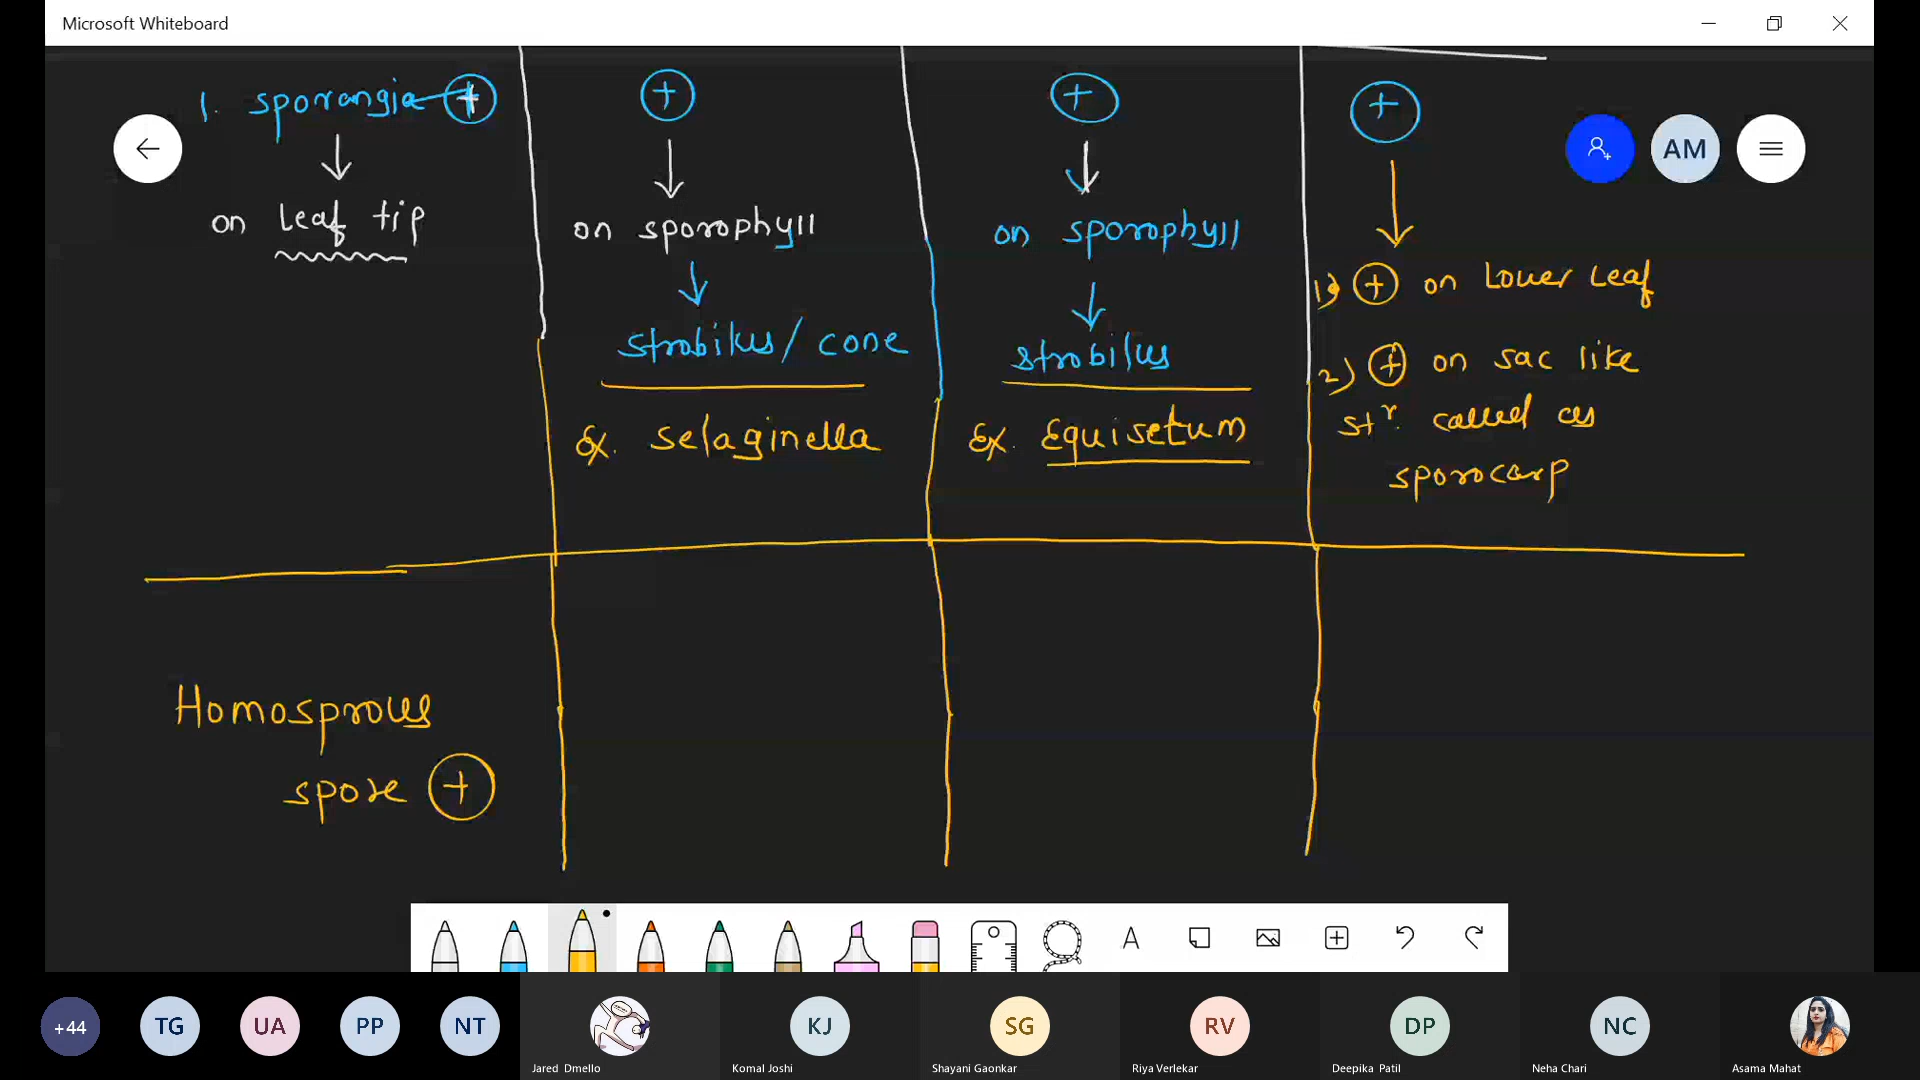 Microsoft Whiteboard
1. sporangia +
on Leaf tip
+
on sporophyll
strobilus / cone
Ex. Selaginella
+
on sporophyll
strobilus
Ex. Equisetum
+
1) + on Lower Leaf
2) + on sac like
str. called as
sporocarp
Homosprous
spore +
AM
A
+44
TG
UA
PP
NT
Jared Dmello
KJ
Komal Joshi
SG
Shayani Gaonkar
RV
Riya Verlekar
DP
Deepika Patil
NC
Neha Chari
Asama Mahat